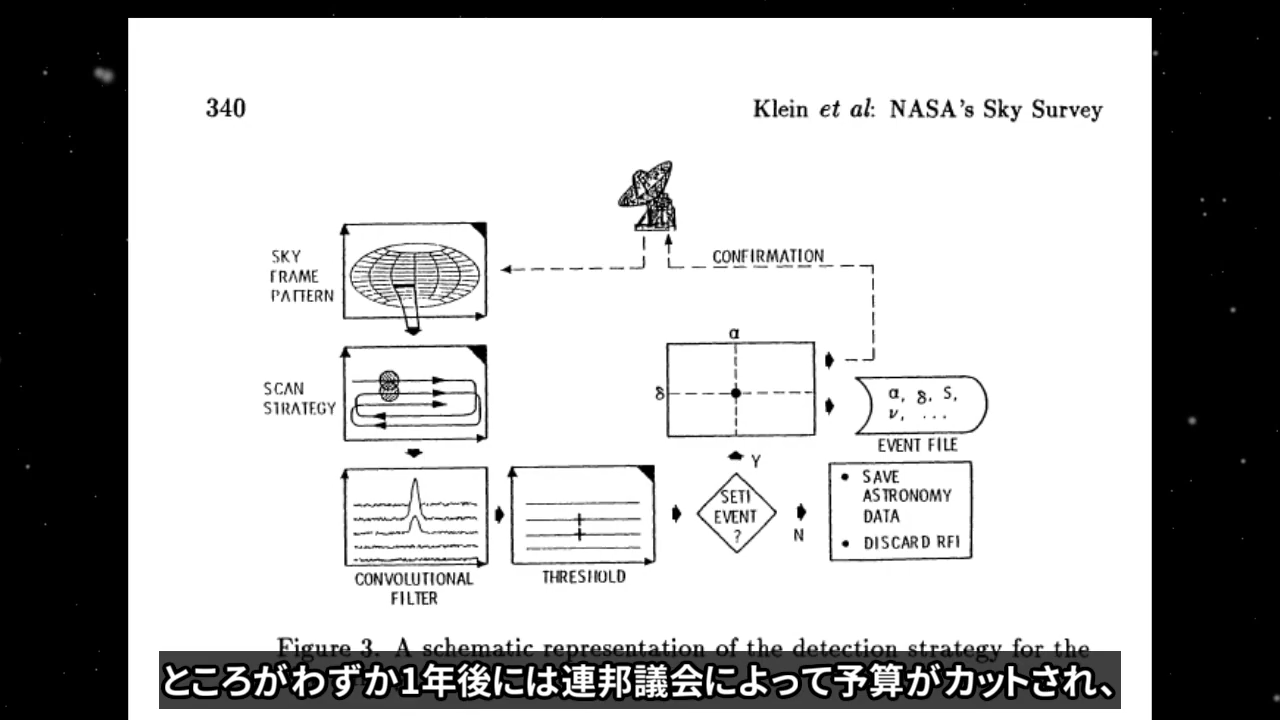 340
Klein et al: NASA's Sky Survey
SKY
FRAME
PATTERN
CONFIRMATION
SCAN
STRATEGY
α
δ
α, δ, S,
ν, ...
EVENT FILE
Y
SETI
EVENT
?
N
• SAVE
ASTRONOMY
DATA
• DISCARD RFI
CONVOLUTIONAL
FILTER
THRESHOLD
Figure 3. A schematic representation of the detection strategy for the
ところがわずか1年後には連邦議会によって予算がカットされ、